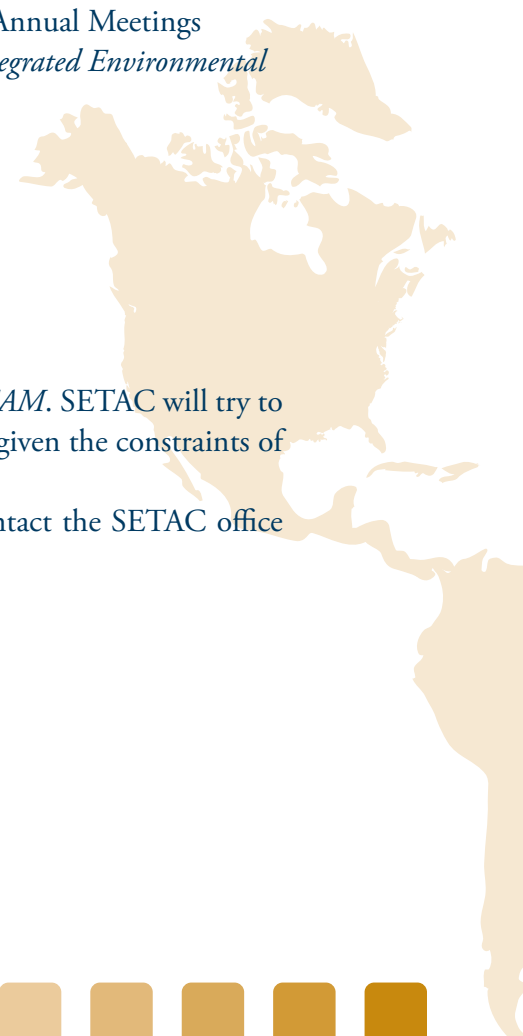 Annual Meetings
egrated Environmental
AM. SETAC will try to
given the constraints of
ntact the SETAC office